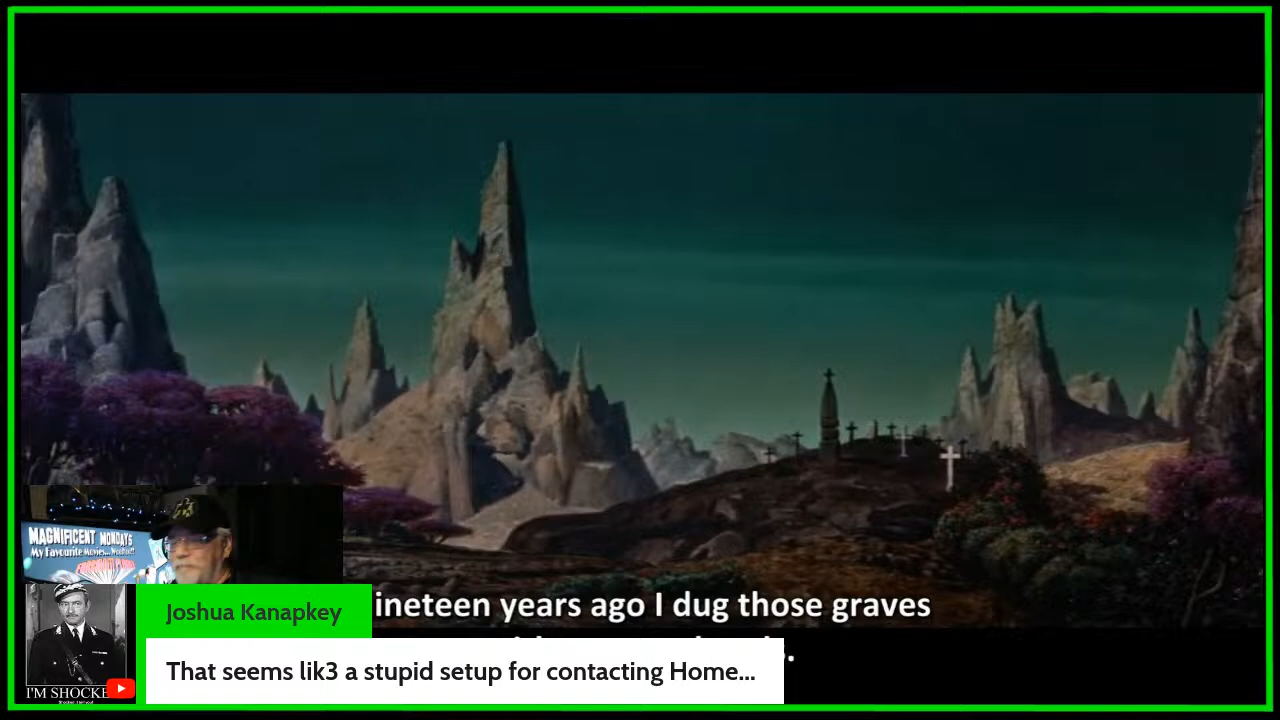 MAGNIFICENT MONDAYS
My Favourite Movies... WooHoo!!
ineteen years ago I dug those graves
Joshua Kanapkey
I'M SHOCKE
That seems lik3 a stupid setup for contacting Home...